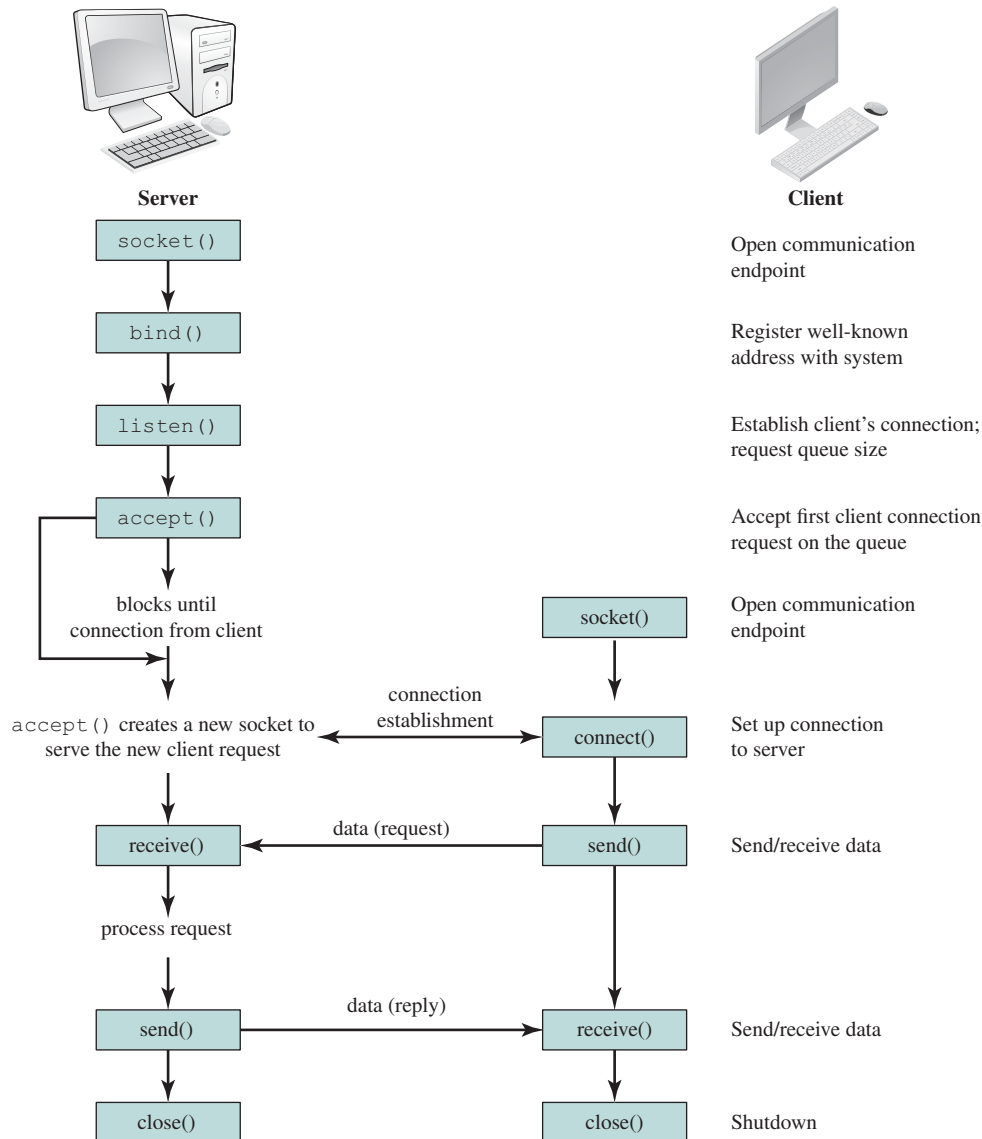 Server
Client
socket()
Open communication
endpoint
bind()
Register well-known
address with system
listen()
Establish client’s connection;
request queue size
accept()
Accept first client connection
request on the queue
blocks until
connection from client
socket()
Open communication
endpoint
accept() creates a new socket to
serve the new client request
connection
establishment
connect()
Set up connection
to server
receive()
data (request)
send()
Send/receive data
process request
send()
data (reply)
receive()
Send/receive data
close()
close()
Shutdown